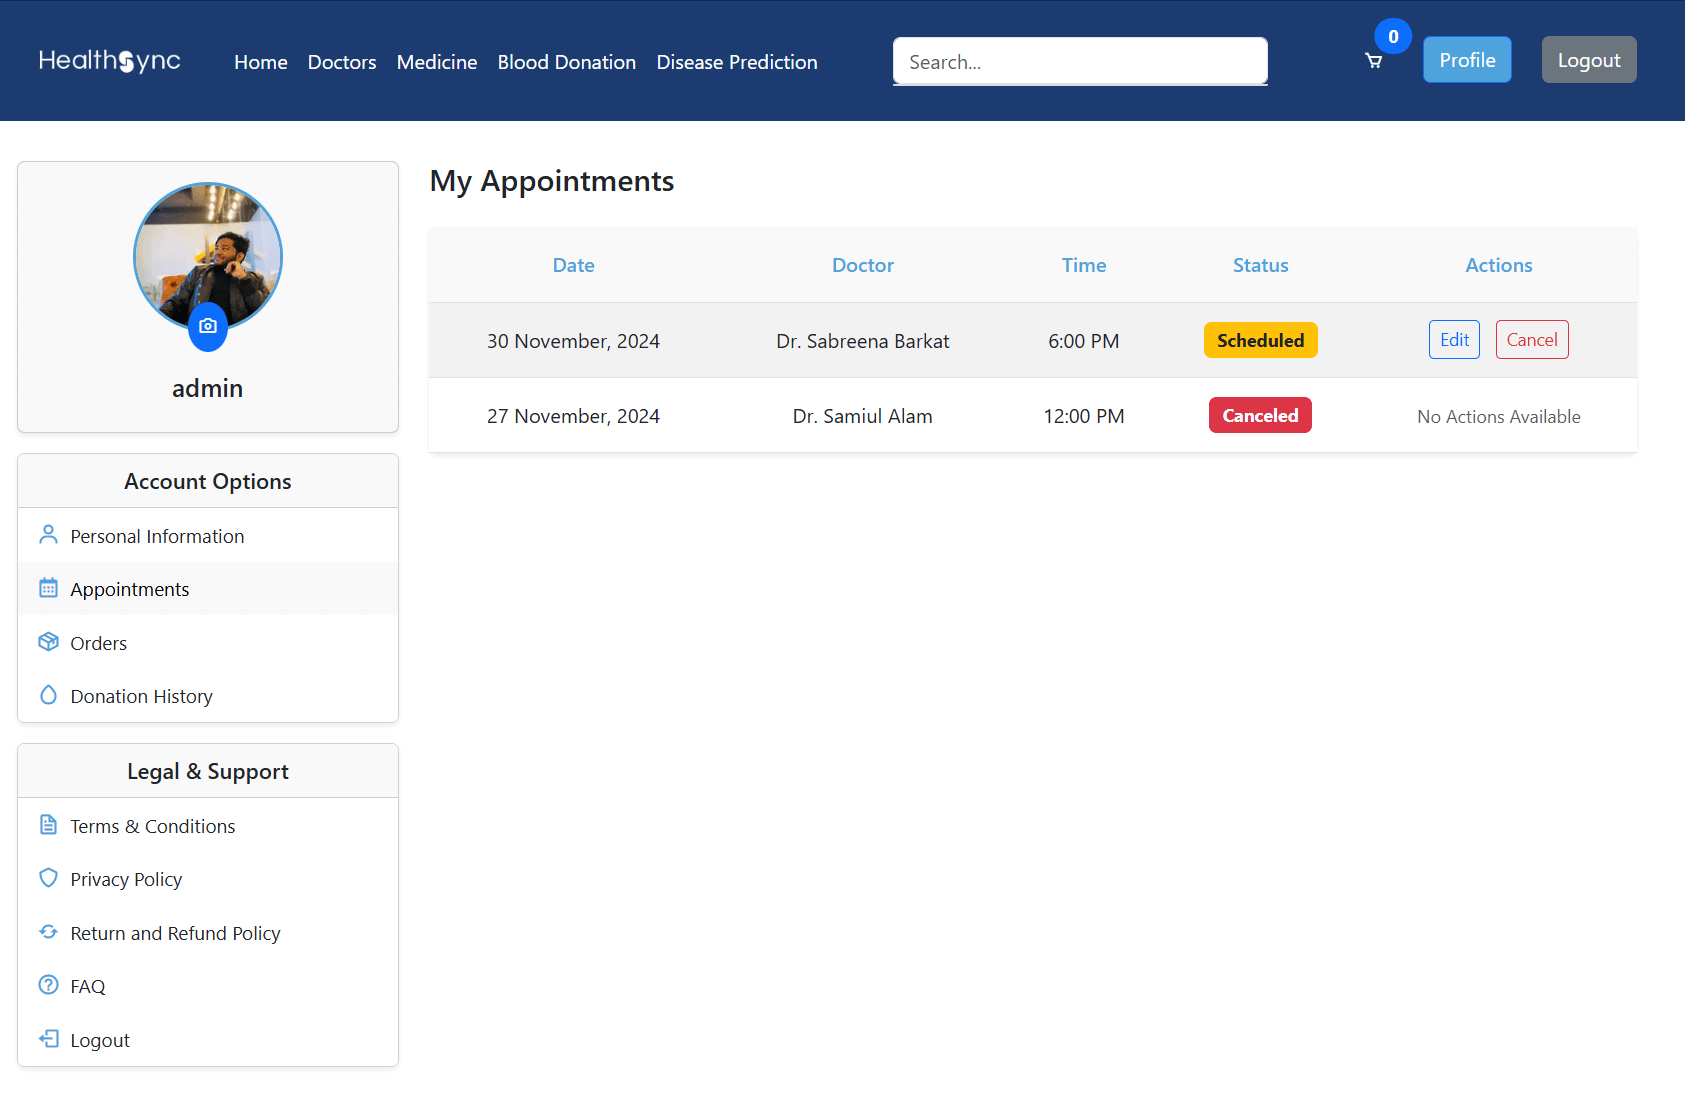 HealthSync Home Doctors Medicine Blood Donation Disease Prediction Search... 0 Profile Logout
admin
Account Options
Personal Information
Appointments
Orders
Donation History
Legal & Support
Terms & Conditions
Privacy Policy
Return and Refund Policy
FAQ
Logout
My Appointments
Date Doctor Time Status Actions
30 November, 2024 Dr. Sabreena Barkat 6:00 PM Scheduled Edit Cancel
27 November, 2024 Dr. Samiul Alam 12:00 PM Canceled No Actions Available